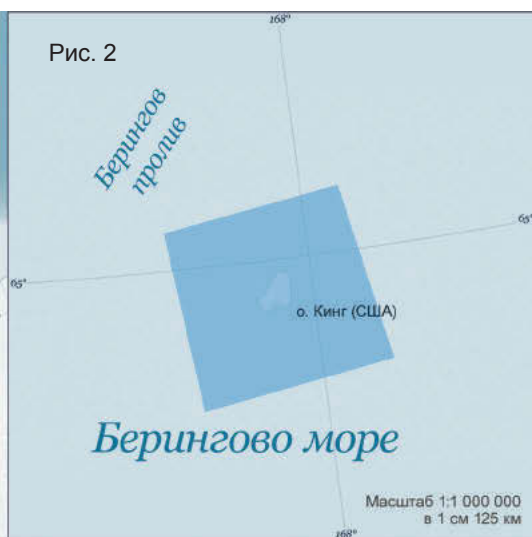 168°
Рис. 2
Берингов
пролив
65°
65°
о. Кинг (США)
Берингово море
Масштаб 1:1 000 000
в 1 см 125 км
168°